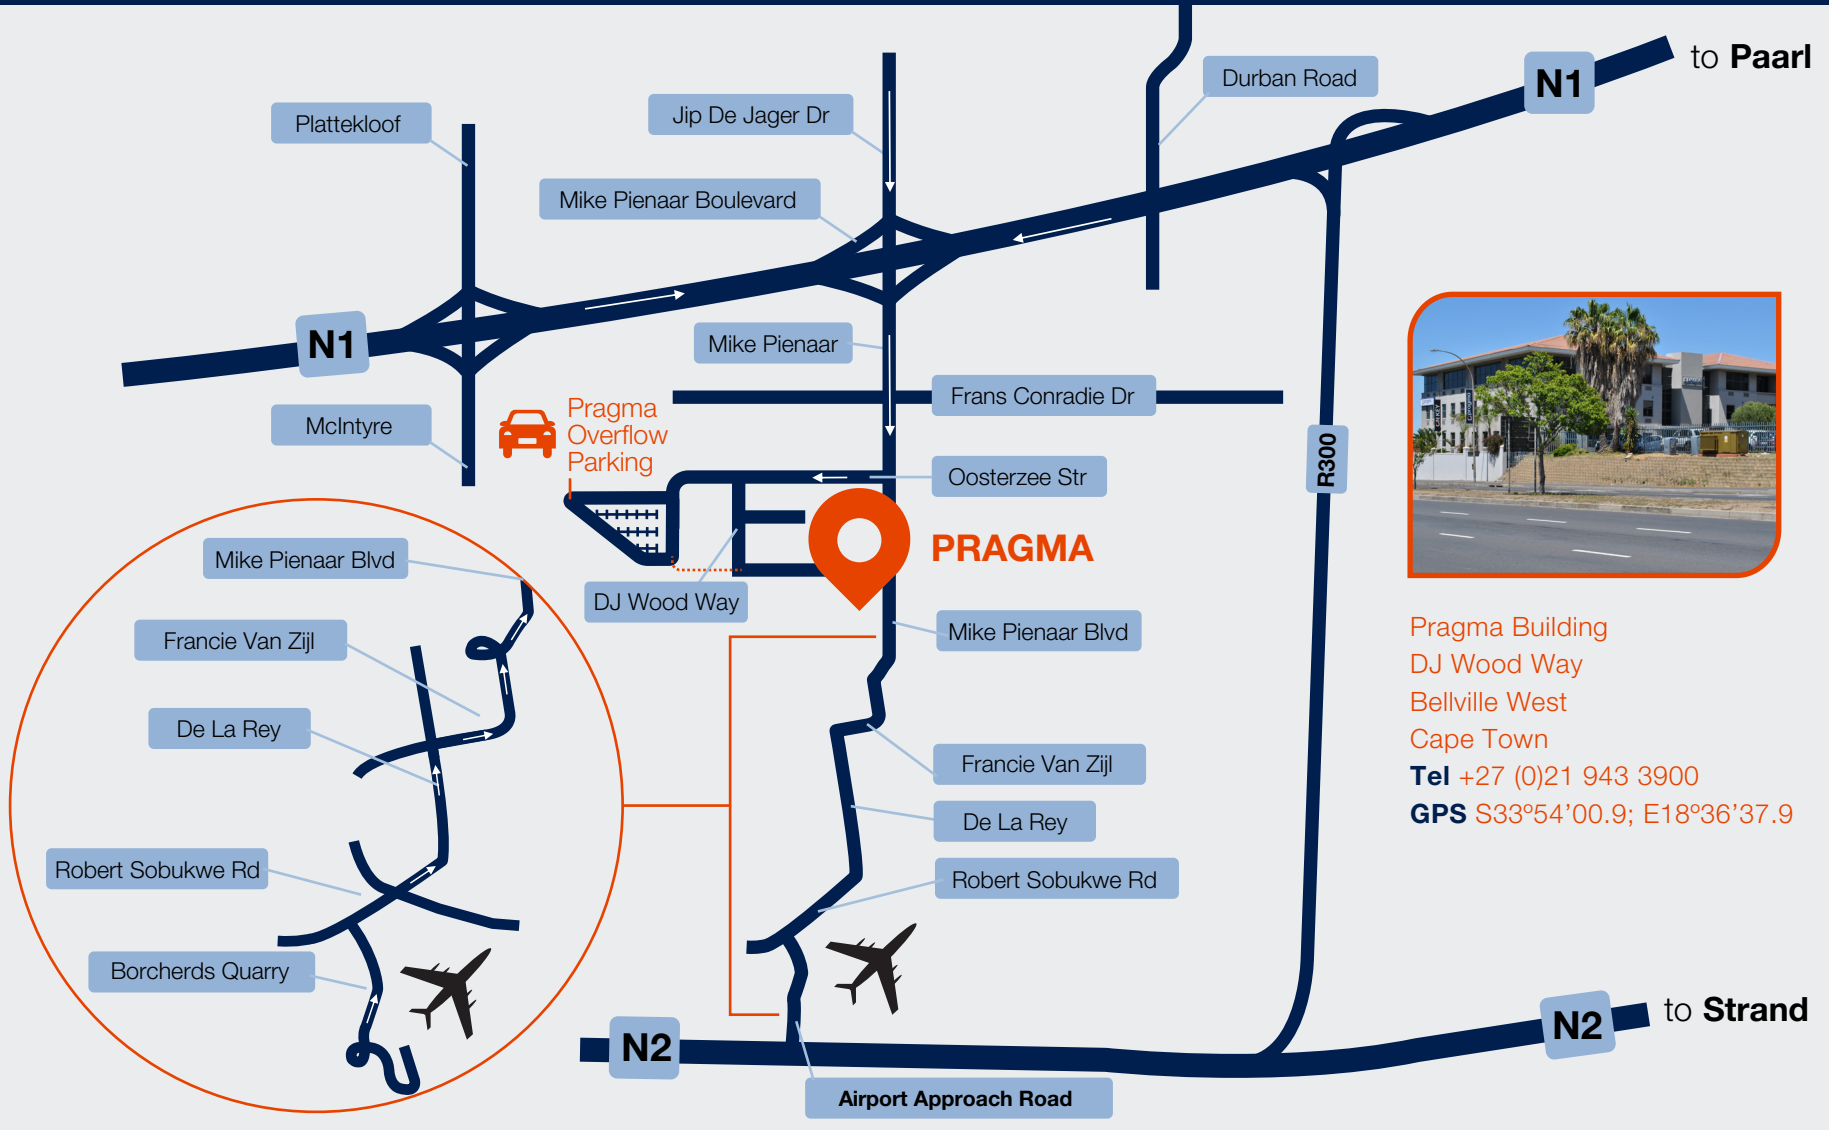 to Paarl
N1
Durban Road
Jip De Jager Dr
Plattekloof
Mike Pienaar Boulevard
N1
Mike Pienaar
Frans Conradie Dr
McIntyre
Pragma
Overflow
Parking
Oosterzee Str
R300
PRAGMA
Mike Pienaar Blvd
DJ Wood Way
Mike Pienaar Blvd
Francie Van Zijl
De La Rey
Robert Sobukwe Rd
Borcherds Quarry
Francie Van Zijl
De La Rey
Robert Sobukwe Rd
Pragma Building
DJ Wood Way
Bellville West
Cape Town
Tel +27 (0)21 943 3900
GPS S33º54’00.9; E18º36’37.9
to Strand
N2
N2
Airport Approach Road